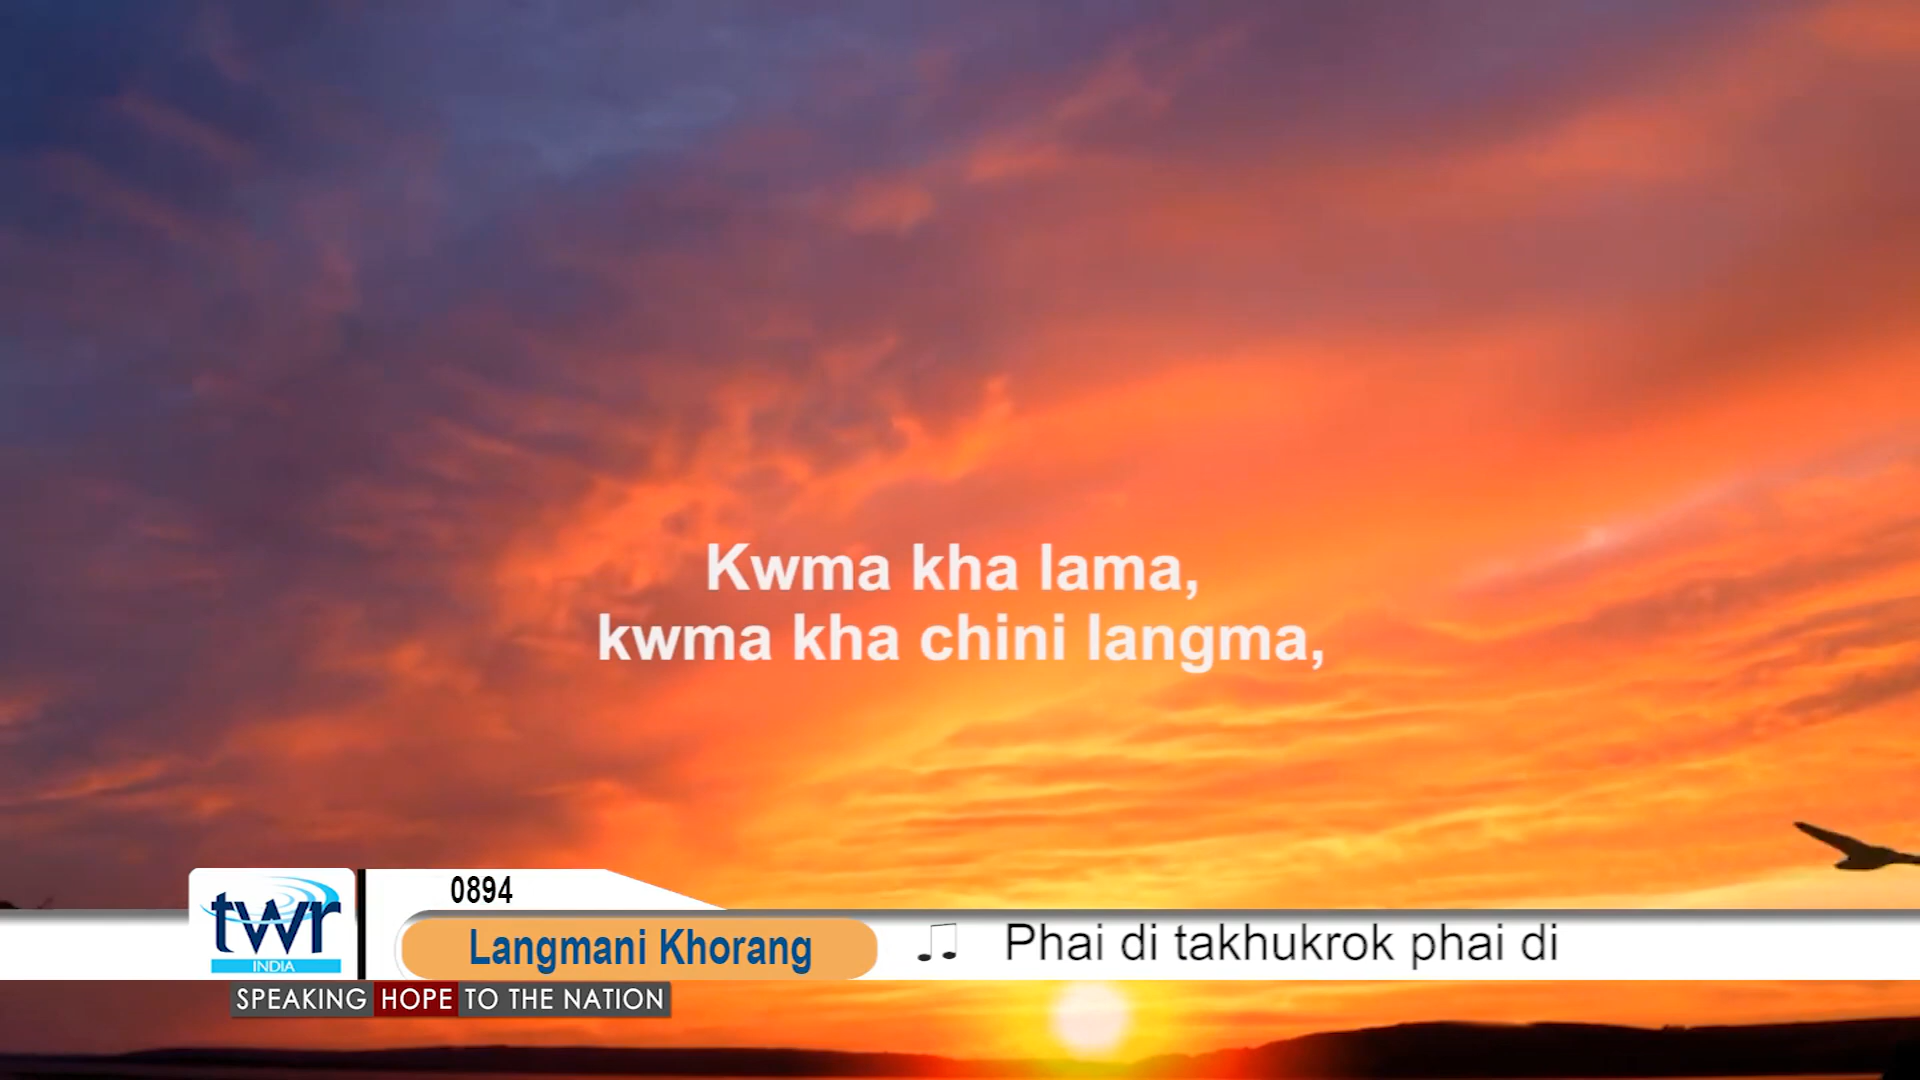 Kwma kha lama,
kwma kha chini langma,
0894
twr
INDIA
Langmani Khorang
Phai di takhukrok phai di
SPEAKING HOPE TO THE NATION